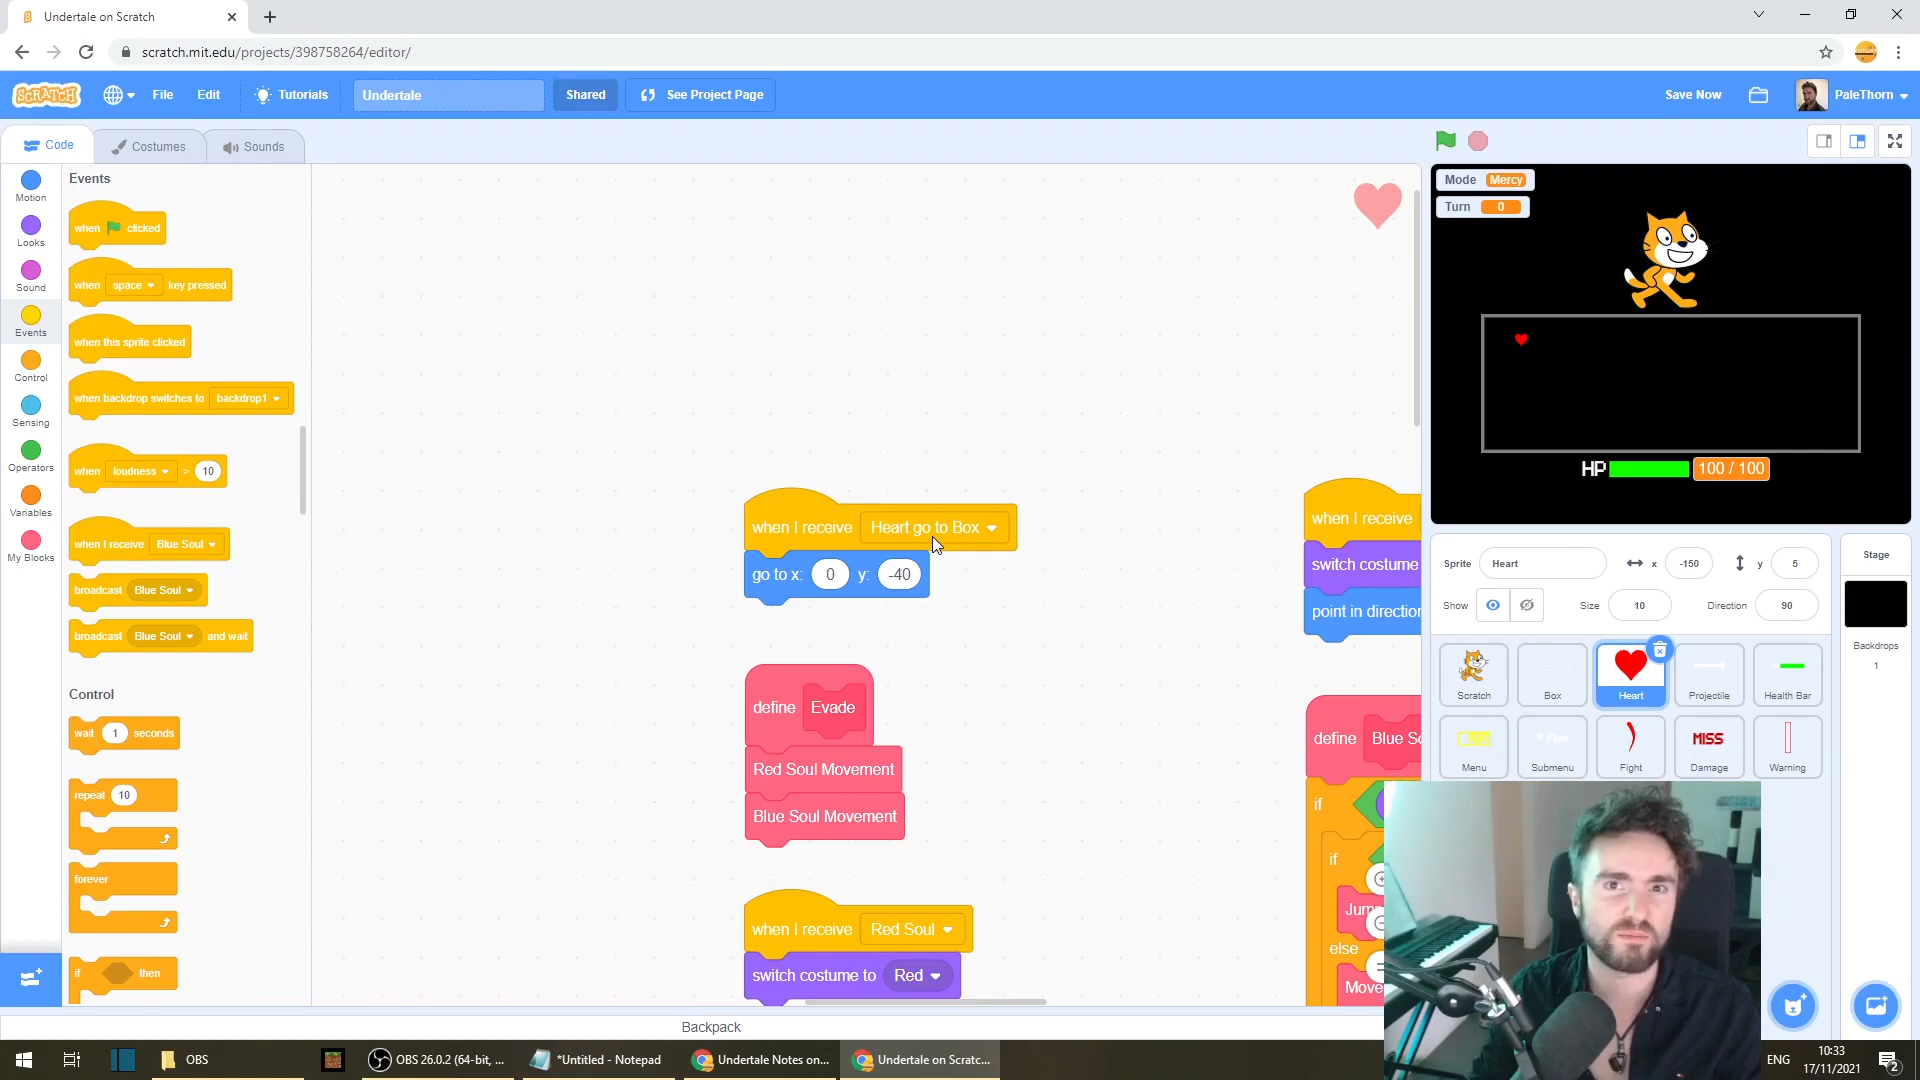 Undertale on Scratch
scratch.mit.edu/projects/398758264/editor/
SCRATCH
File
Edit
Tutorials
Undertale
Shared
See Project Page
Save Now
PaleThorn
Code
Costumes
Sounds
Motion
Looks
Sound
Events
Control
Sensing
Operators
Variables
My Blocks
Events
when clicked
when space key pressed
when this sprite clicked
when backdrop switches to backdrop1
when loudness > 10
when I receive Blue Soul
broadcast Blue Soul
broadcast Blue Soul and wait
Control
wait 1 seconds
repeat 10
forever
if then
when I receive Heart go to Box
go to x: 0 y: -40
define Evade
Red Soul Movement
Blue Soul Movement
when I receive Red Soul
switch costume to Red
when I receive
switch costume
point in direction
define Blue So
if
if
Jum
else
Move
Backpack
Mode Mercy
Turn 0
HP 100 / 100
Sprite Heart x -150 y 5
Show Size 10 Direction 90
Scratch
Box
Heart
Projectile
Health Bar
Menu
Submenu
Flee
Fight
MISS
Damage
Warning
Stage
Backdrops
1
OBS
OBS 26.0.2 (64-bit, ...
*Untitled - Notepad
Undertale Notes on...
Undertale on Scratc...
ENG
10:33
17/11/2021
2